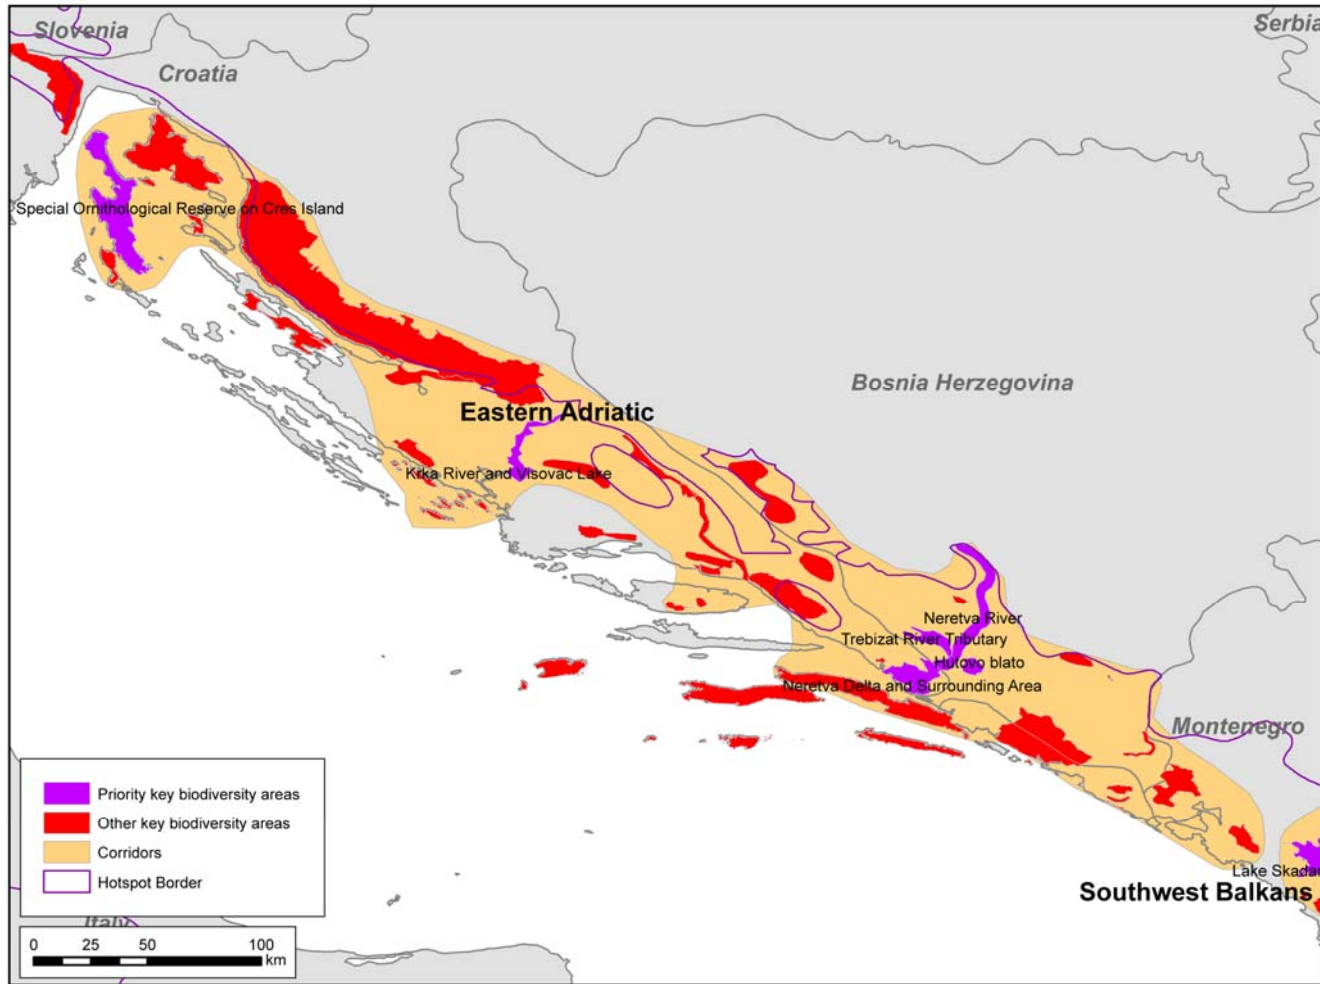 Slovenia
Serbia
Croatia
Special Ornithological Reserve on Cres Island
Bosnia Herzegovina
Eastern Adriatic
Krka River and Visovac Lake
Neretva River
Trebizat River Tributary
Hutovo blato
Neretva Delta and Surrounding Area
Montenegro
Priority key biodiversity areas
Other key biodiversity areas
Corridors
Hotspot Border
Lake Skadar
Southwest Balkans
Italy
0 25 50 100
km